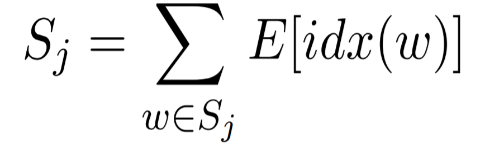 S_j = \sum_{w \in S_j} E[idx(w)]